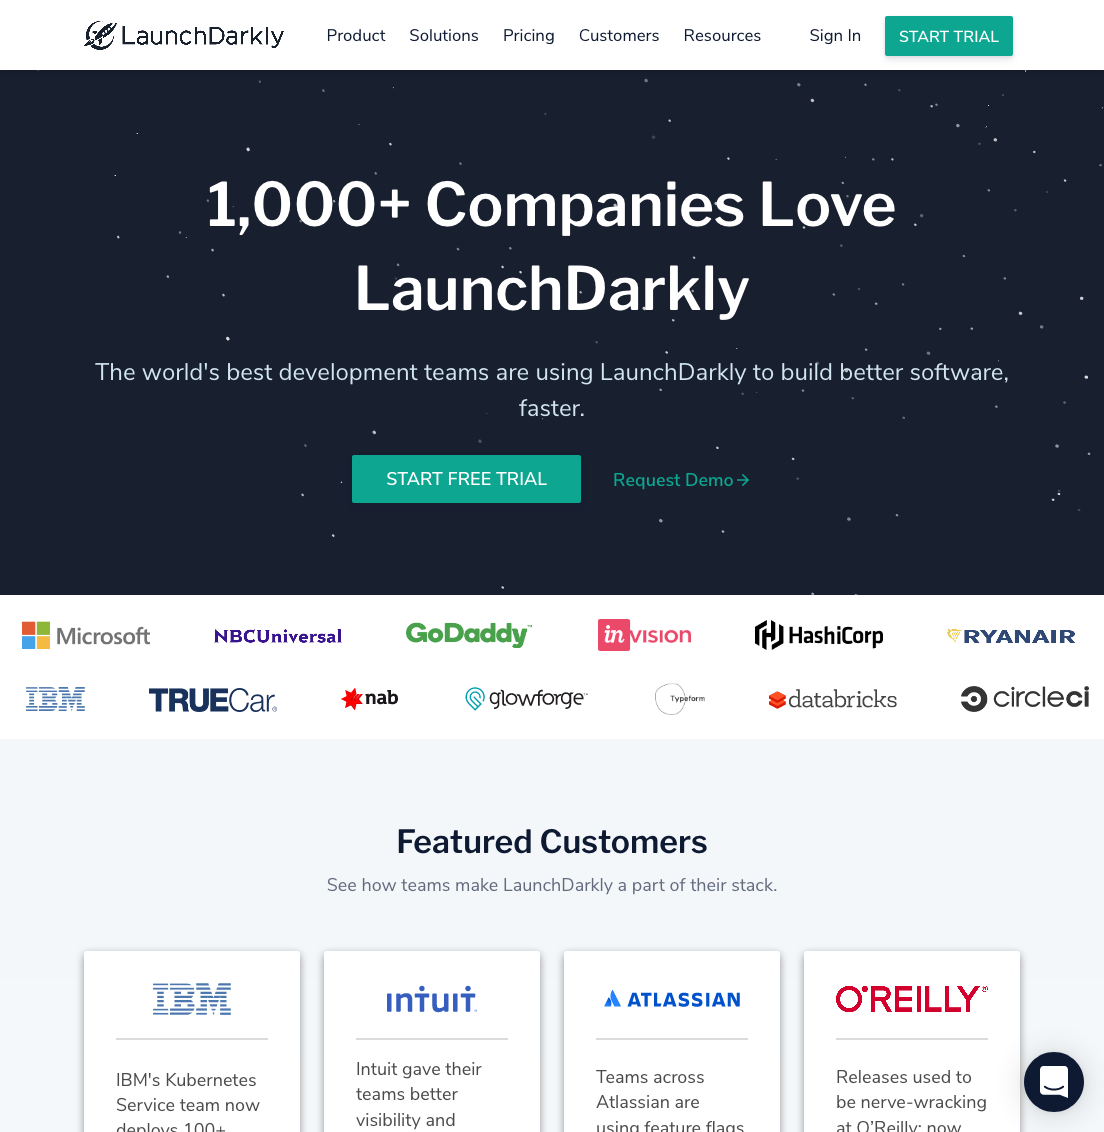 LaunchDarkly Product Solutions Pricing Customers Resources Sign In START TRIAL
1,000+ Companies Love
LaunchDarkly
The world's best development teams are using LaunchDarkly to build better software,
faster.
START FREE TRIAL Request Demo
Microsoft NBCUniversal GoDaddy™ in VISION HashiCorp RYANAIR
IBM TRUECar® nab glowforge™ Typeform databricks circleci
Featured Customers
See how teams make LaunchDarkly a part of their stack.
IBM
IBM's Kubernetes
Service team now
deploys 100+
intuit
Intuit gave their
teams better
visibility and
ATLASSIAN
Teams across
Atlassian are
using feature flags
O'REILLY®
Releases used to
be nerve-wracking
at O’Reilly; now